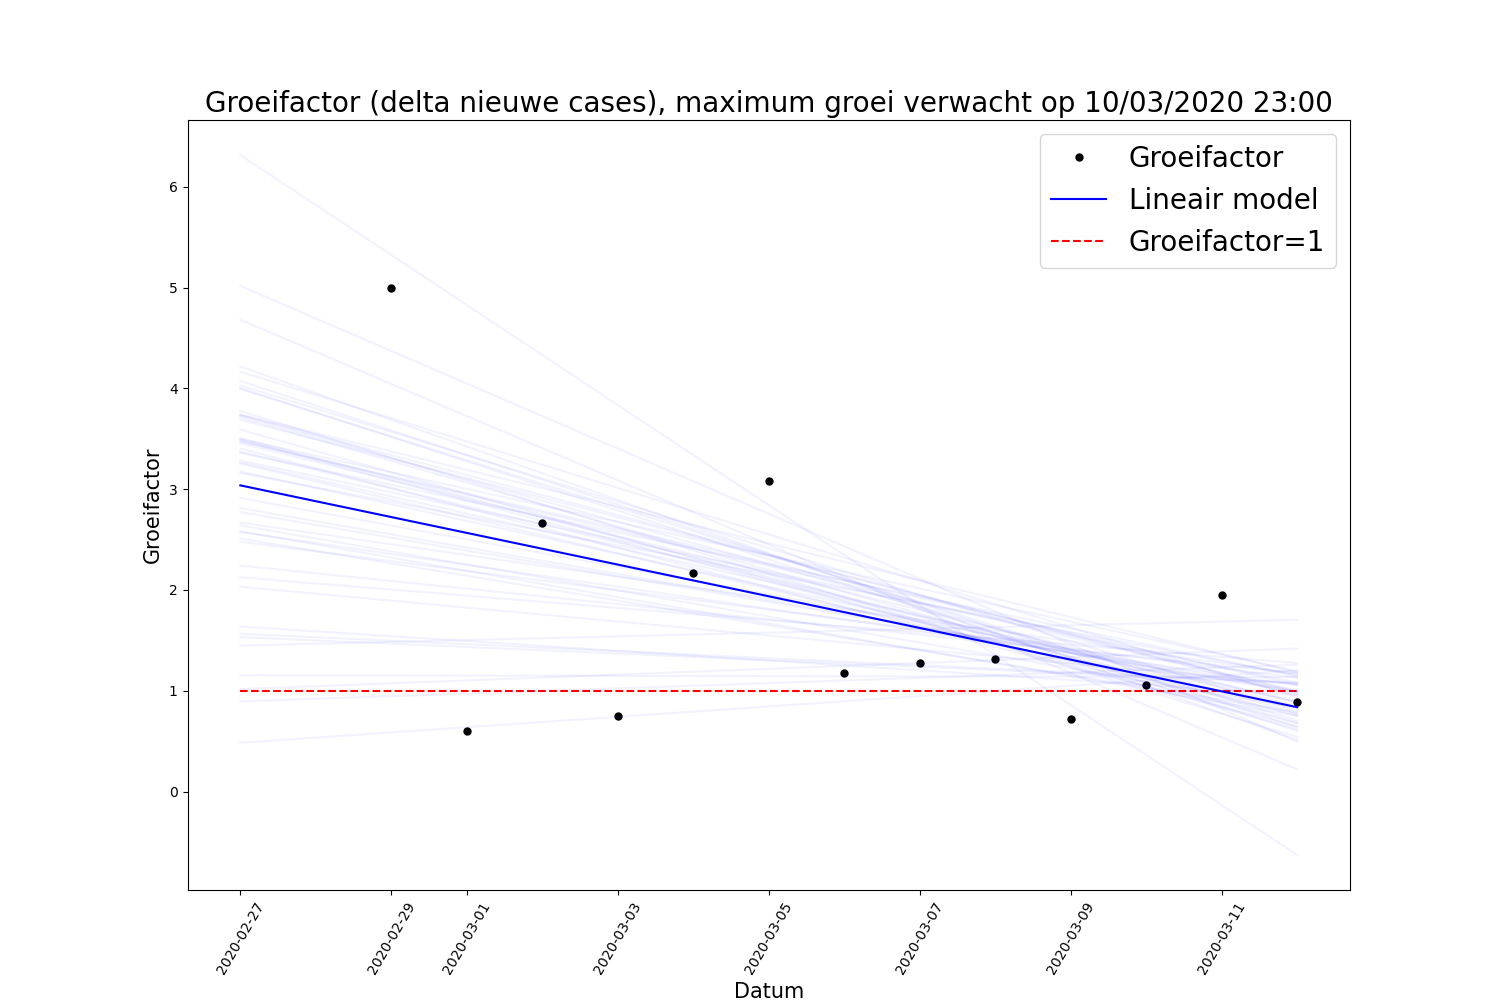 Groeifactor (delta nieuwe cases), maximum groei verwacht op 10/03/2020 23:00
Groeifactor
Lineair model
Groeifactor=1
6
5
4
3
2
1
0
Groeifactor
2020-02-27
2020-02-29
2020-03-01
2020-03-03
2020-03-05
2020-03-07
2020-03-09
2020-03-11
Datum